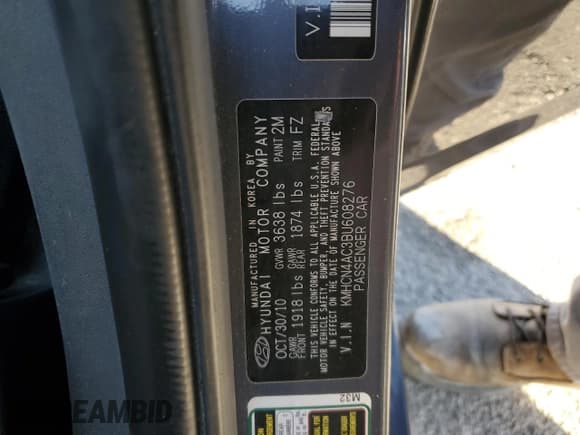 MANUFACTURED IN KOREA BY
HYUNDAI MOTOR COMPANY
OCT/30/10 GVWR 3638 lbs PAINT 2M
GAWR FRONT 1918 lbs GAWR REAR 1874 lbs TRIM FZ
THIS VEHICLE CONFORMS TO ALL APPLICABLE U.S.A. FEDERAL
MOTOR VEHICLE SAFETY, BUMPER, AND THEFT PREVENTION STANDARDS
IN EFFECT ON THE DATE OF MANUFACTURE SHOWN ABOVE
V.I.N KMHCN4AC3BU608276
PASSENGER CAR
V.I
M32
EAMBID